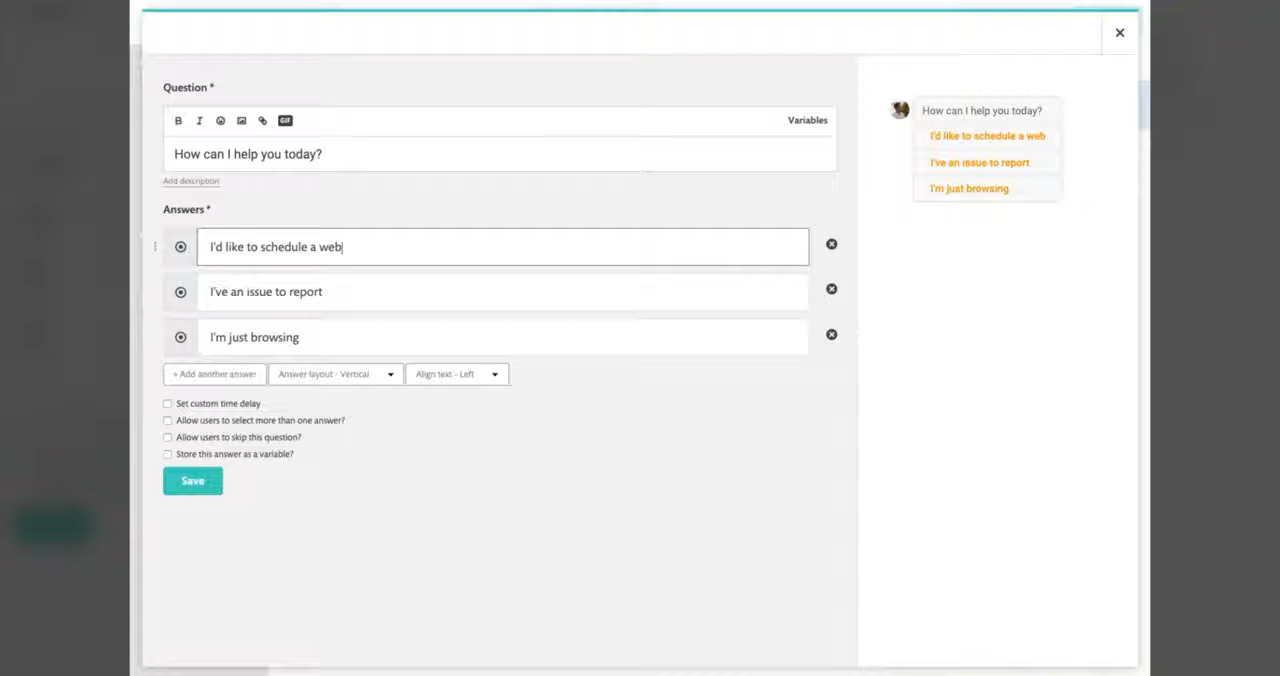 Question *
B I GIF Variables
How can I help you today?
Add description
Answers *
I'd like to schedule a web
I've an issue to report
I'm just browsing
+ Add another answer Answer layout - Vertical Align text - Left
Set custom time delay
Allow users to select more than one answer?
Allow users to skip this question?
Store this answer as a variable?
Save
How can I help you today?
I'd like to schedule a web
I've an issue to report
I'm just browsing